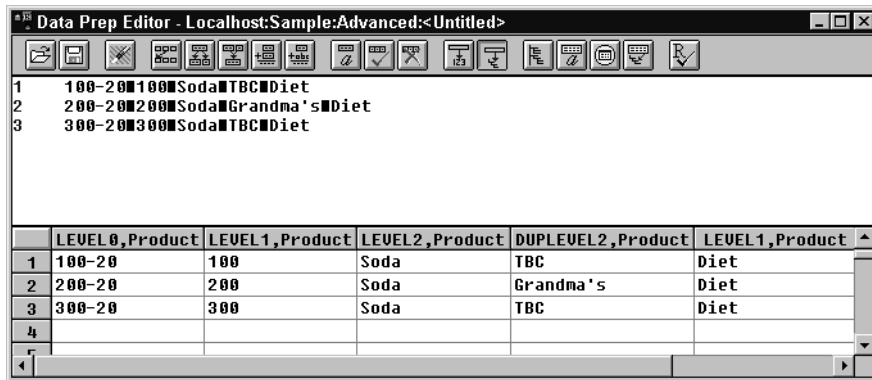 Data Prep Editor - Localhost:Sample:Advanced:<Untitled>
1 100-20■100■Soda■TBC■Diet
2 200-20■200■Soda■Grandma's■Diet
3 300-20■300■Soda■TBC■Diet
LEVEL0,Product LEVEL1,Product LEVEL2,Product DUPLEVEL2,Product LEVEL1,Product
1 100-20 100 Soda TBC Diet
2 200-20 200 Soda Grandma's Diet
3 300-20 300 Soda TBC Diet
4